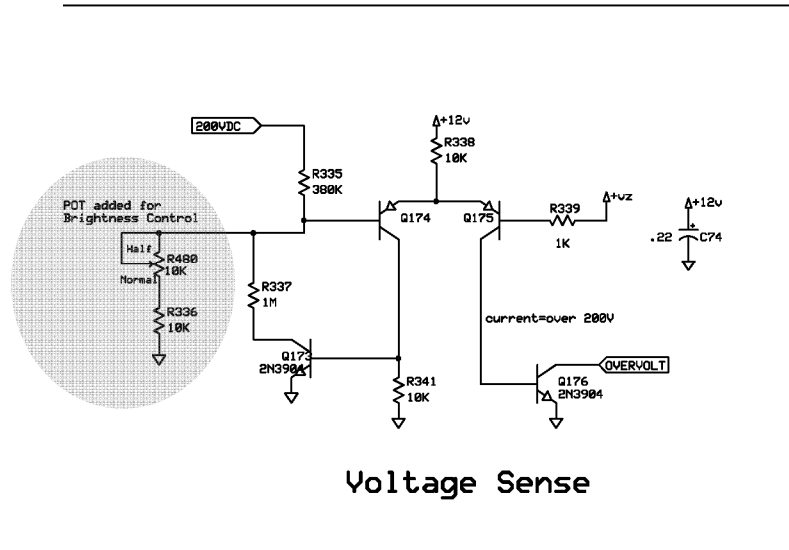 200VDC
+12v
R338
10K
R335
380K
POT added for
Brightness Control
Q174
Q175
R339
1K
+vz
+12v
+
.22 C74
Half
R480
10K
Normal
R337
1M
R336
10K
current=over 200V
Q173
2N3904
R341
10K
Q176
2N3904
OVERVOLT
Voltage Sense